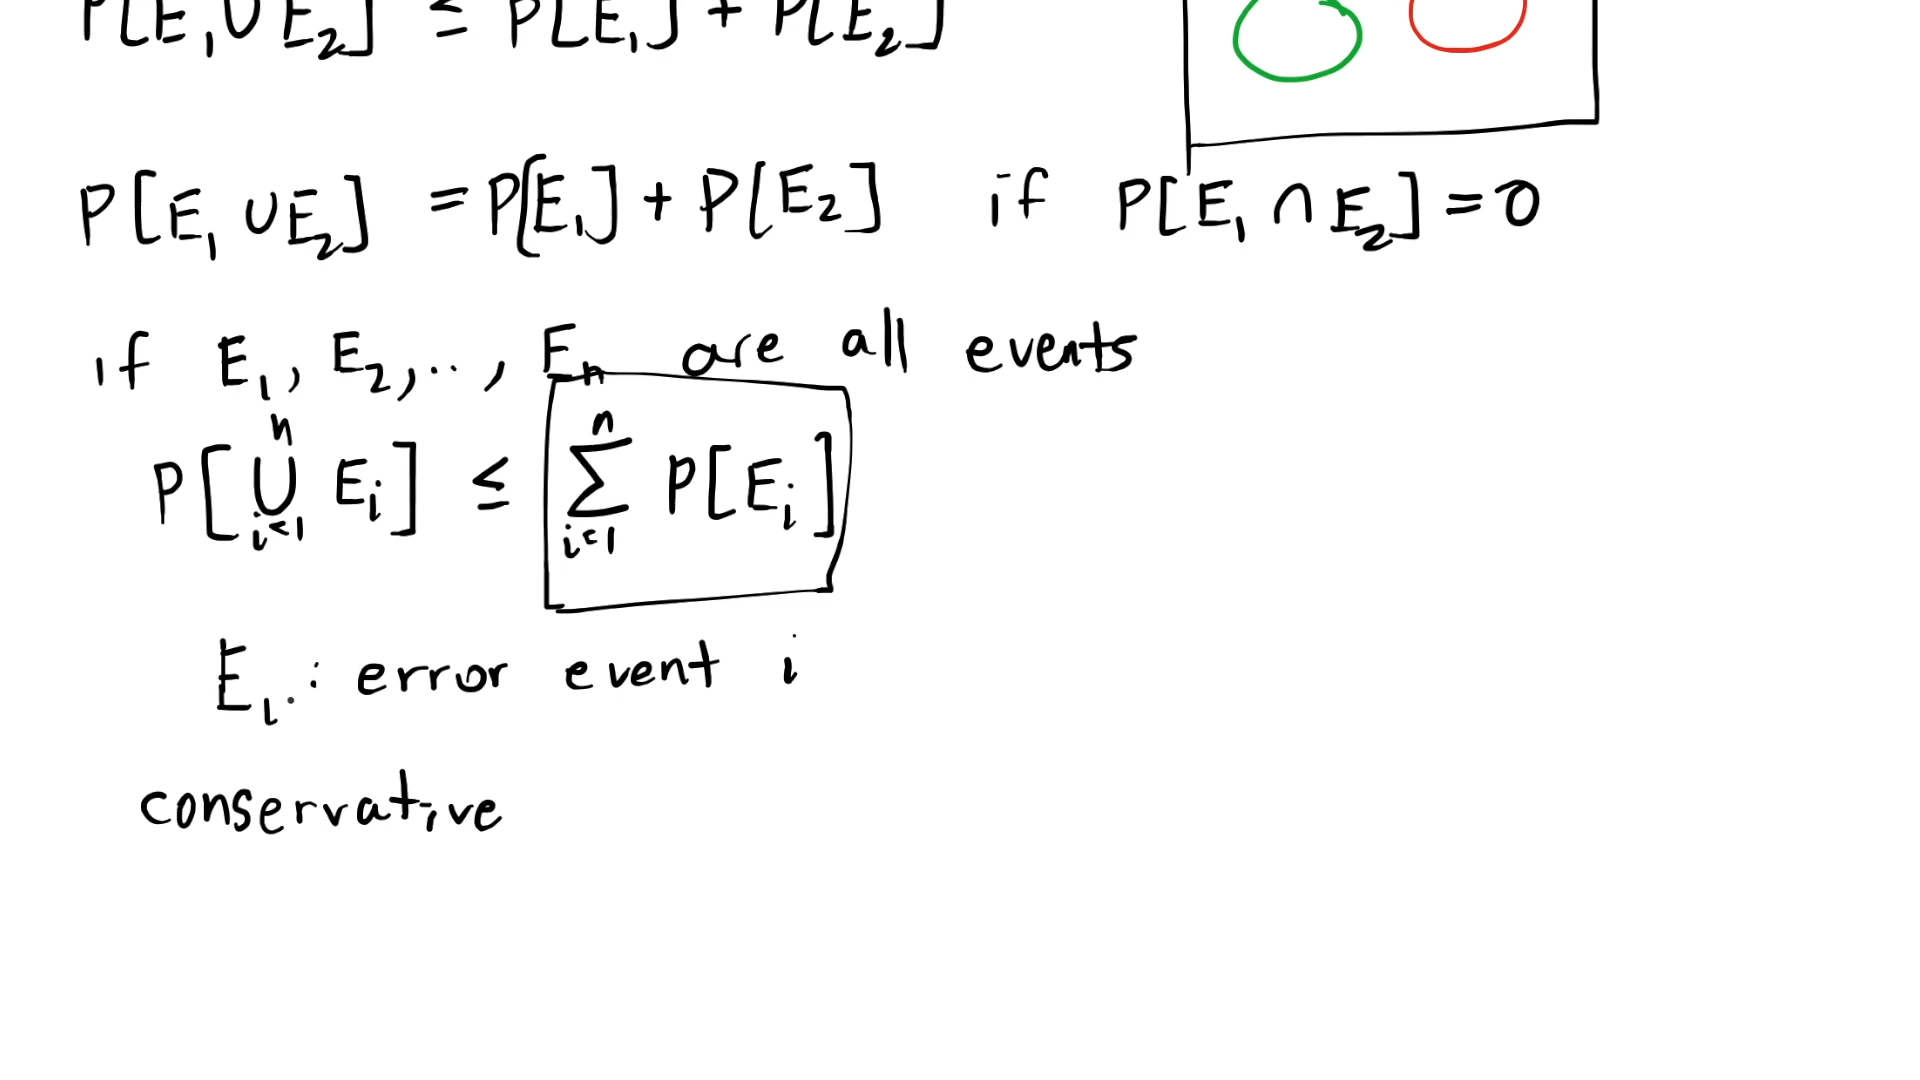 P[E₁ ∪ E₂] ≤ P[E₁] + P[E₂]
P[E₁ ∪ E₂] = P[E₁] + P[E₂] if P[E₁ ∩ E₂] = 0
if E₁, E₂, .. , Eₙ are all events
P[⋃ᵢ₌₁ⁿ Eᵢ] ≤ ∑ᵢ₌₁ⁿ P[Eᵢ]
Eᵢ : error event i
conservative